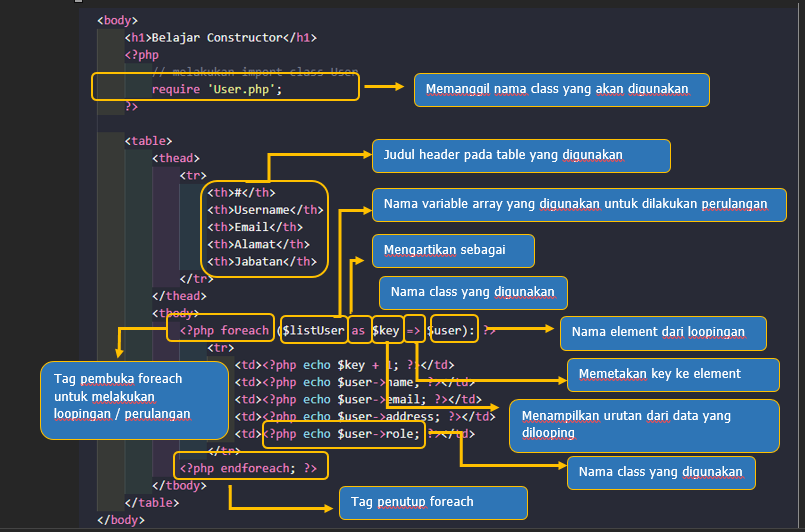 <body>
<h1>Belajar Constructor</h1>
<?php
// melakukan import class User
require 'User.php';
Memanggil nama class yang akan digunakan
?>
<table>
<thead>
Judul header pada table yang digunakan
<tr>
<th>#</th>
<th>Username</th>
Nama variable array yang digunakan untuk dilakukan perulangan
<th>Email</th>
<th>Alamat</th>
Mengartikan sebagai
<th>Jabatan</th>
</tr>
Nama class yang digunakan
</thead>
<tbody>
<?php foreach ($listUser as $key => $user): ?>
Nama element dari loopingan
<tr>
<td><?php echo $key + 1; ?></td>
Memetakan key ke element
<td><?php echo $user->name; ?></td>
Tag pembuka foreach
untuk melakukan
loopingan / perulangan
<td><?php echo $user->email; ?></td>
<td><?php echo $user->address; ?></td>
Menampilkan urutan dari data yang
dilooping
<td><?php echo $user->role; ?></td>
</tr>
<?php endforeach; ?>
Nama class yang digunakan
</tbody>
</table>
Tag penutup foreach
</body>